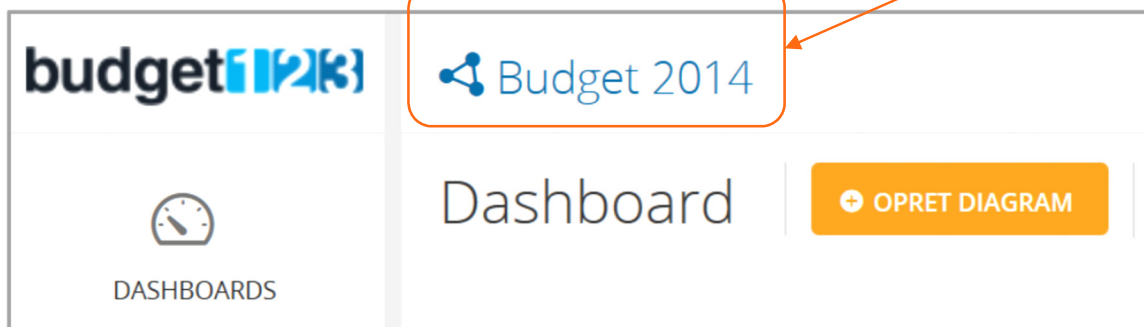 budget123
Budget 2014
Dashboard
OPRET DIAGRAM
DASHBOARDS